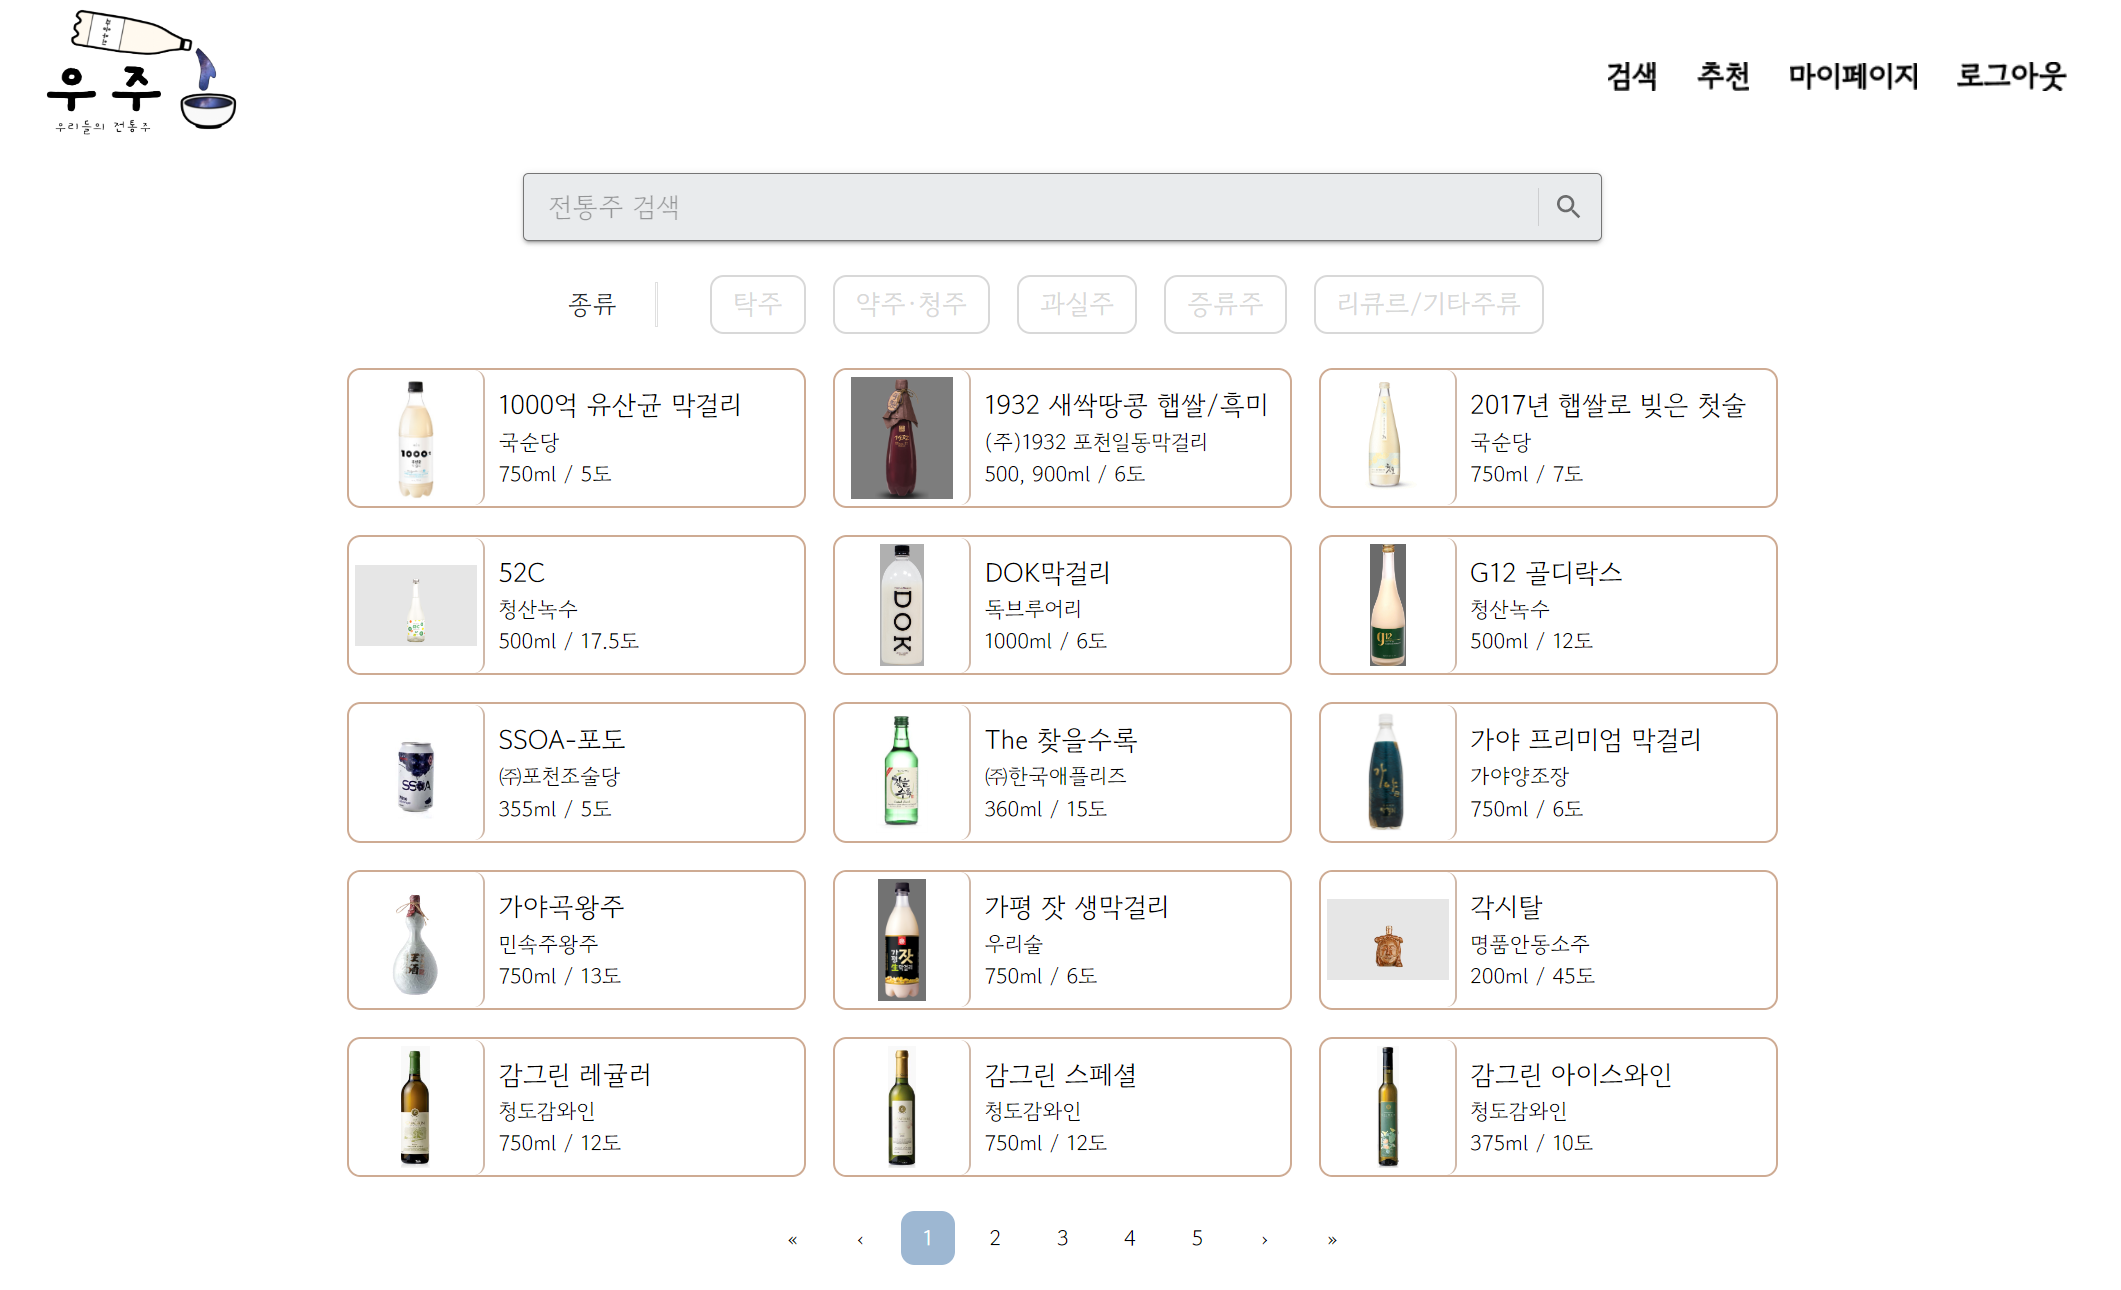 우주
우리들의 전통주
검색 추천 마이페이지 로그아웃
전통주 검색
종류 탁주 약주·청주 과실주 증류주 리큐르/기타주류
1000억 유산균 막걸리
국순당
750ml / 5도
1932 새싹땅콩 햅쌀/흑미
(주)1932 포천일동막걸리
500, 900ml / 6도
2017년 햅쌀로 빚은 첫술
국순당
750ml / 7도
52C
청산녹수
500ml / 17.5도
DOK
DOK막걸리
독브루어리
1000ml / 6도
g12
G12 골디락스
청산녹수
500ml / 12도
SSOA
SSOA-포도
㈜포천조술당
355ml / 5도
The 찾을수록
㈜한국애플리즈
360ml / 15도
가야
가야 프리미엄 막걸리
가야양조장
750ml / 6도
가야곡왕주
민속주왕주
750ml / 13도
가평 잣 生막걸리
가평 잣 생막걸리
우리술
750ml / 6도
각시탈
명품안동소주
200ml / 45도
감그린 레귤러
청도감와인
750ml / 12도
감그린 스페셜
청도감와인
750ml / 12도
감그린 아이스와인
청도감와인
375ml / 10도
« ‹ 1 2 3 4 5 › »